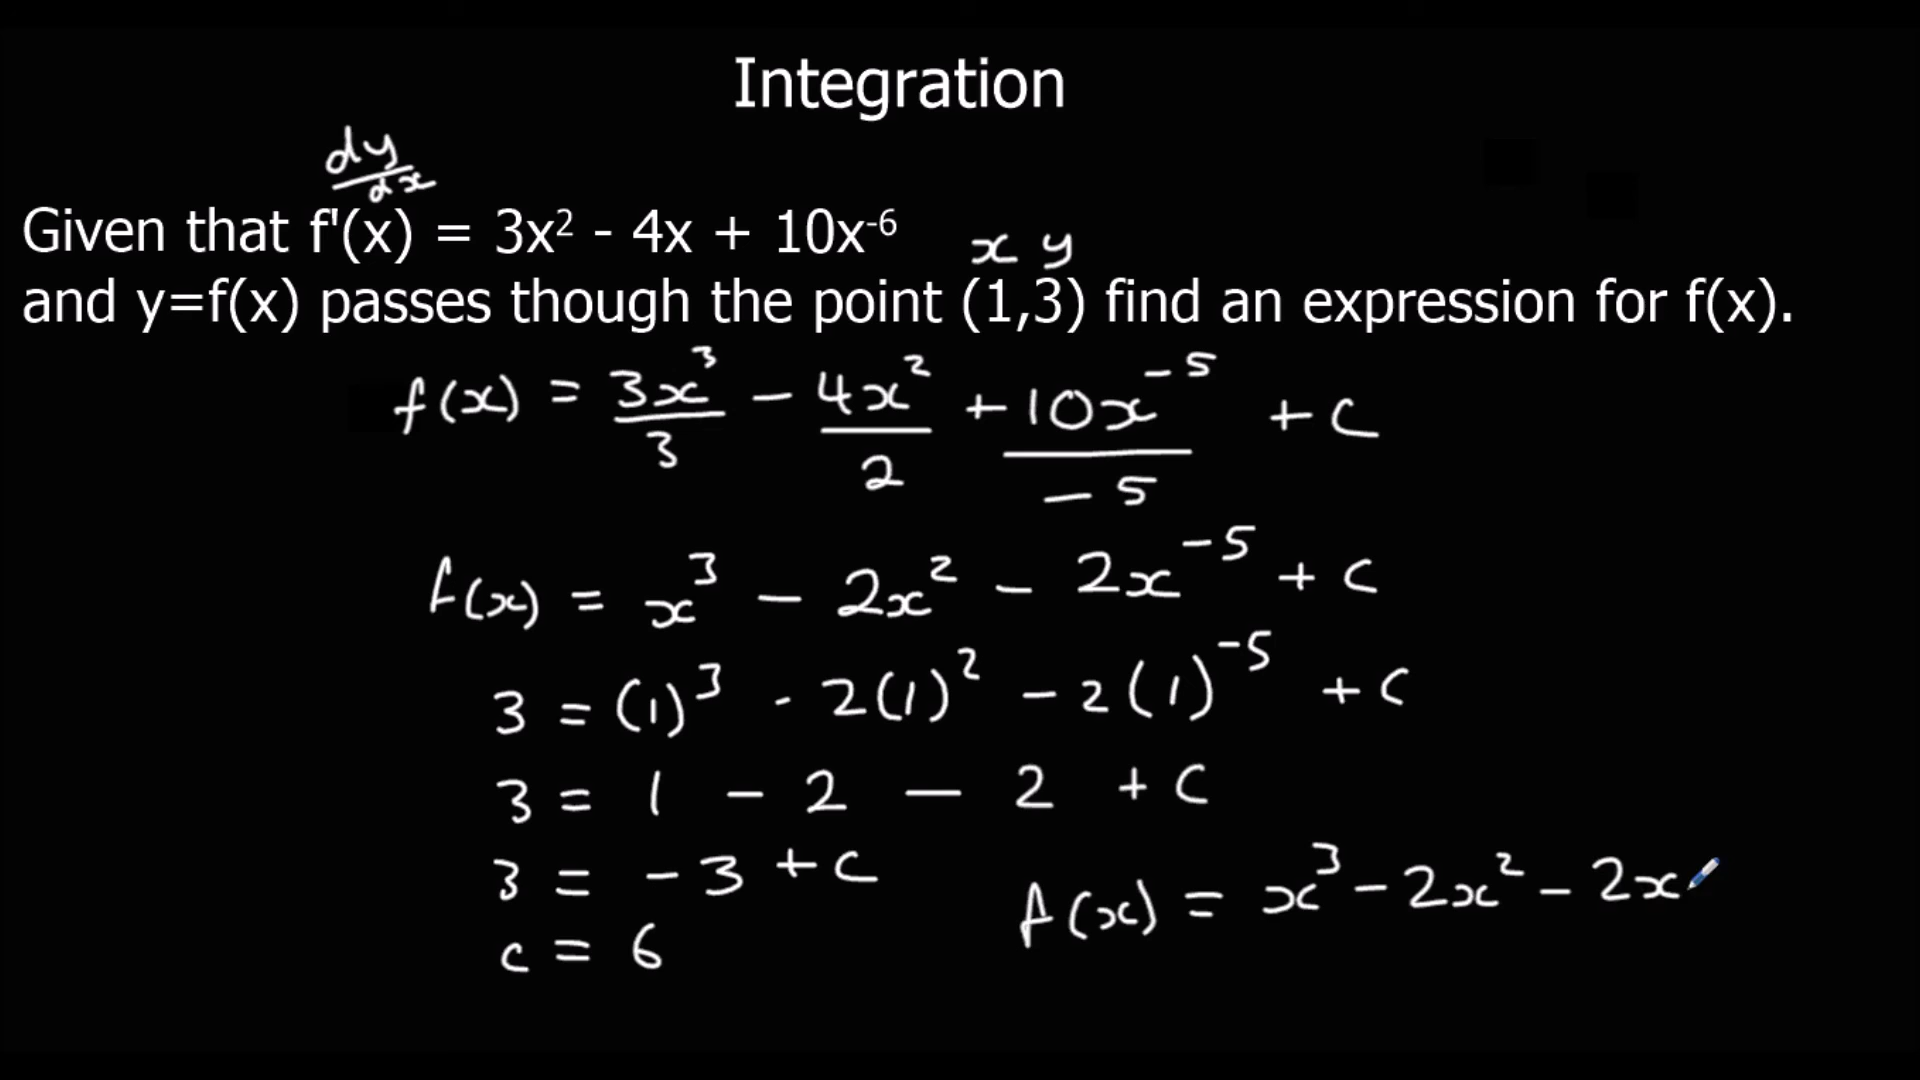 Integration
dy/dx
Given that f'(x) = 3x² - 4x + 10x⁻⁶
x y
and y=f(x) passes though the point (1,3) find an expression for f(x).
f(x) = 3x³/3 - 4x²/2 + 10x⁻⁵/-5 + c
f(x) = x³ - 2x² - 2x⁻⁵ + c
3 = (1)³ - 2(1)² - 2(1)⁻⁵ + c
3 = 1 - 2 - 2 + c
3 = -3 + c
c = 6
f(x) = x³ - 2x² - 2x